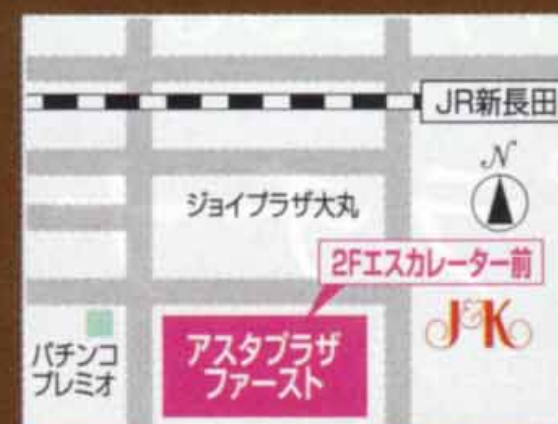 JR新長田
N
ジョイプラザ大丸
2Fエスカレーター前
J&K
パチンコ
プレミオ
アスタプラザ
ファースト